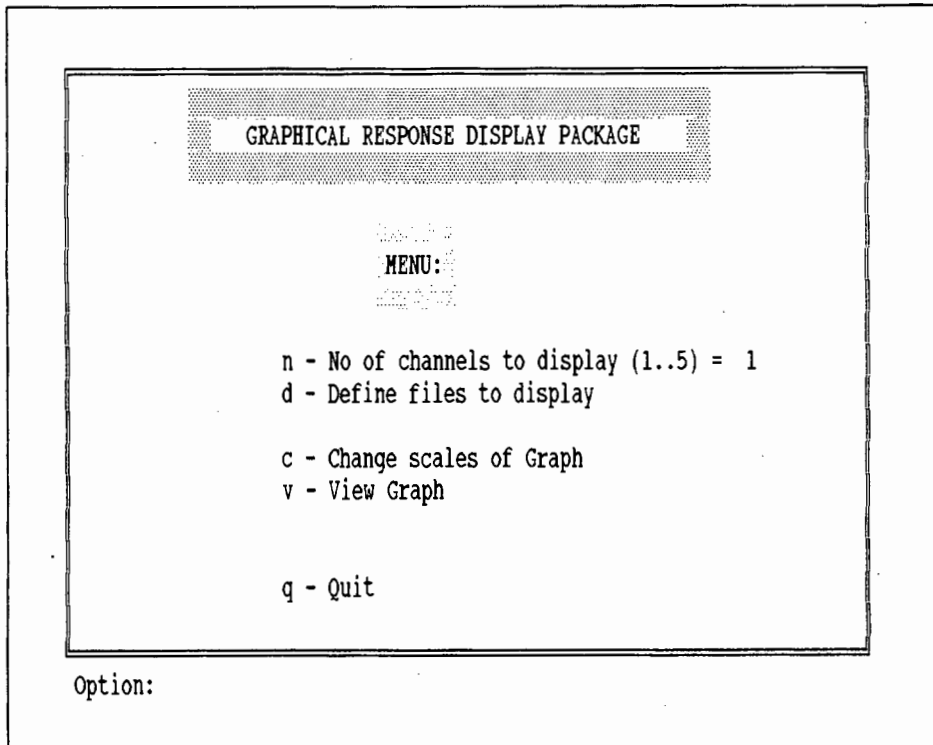 GRAPHICAL RESPONSE DISPLAY PACKAGE
MENU:
n - No of channels to display (1..5) = 1
d - Define files to display
c - Change scales of Graph
v - View Graph
q - Quit
Option: